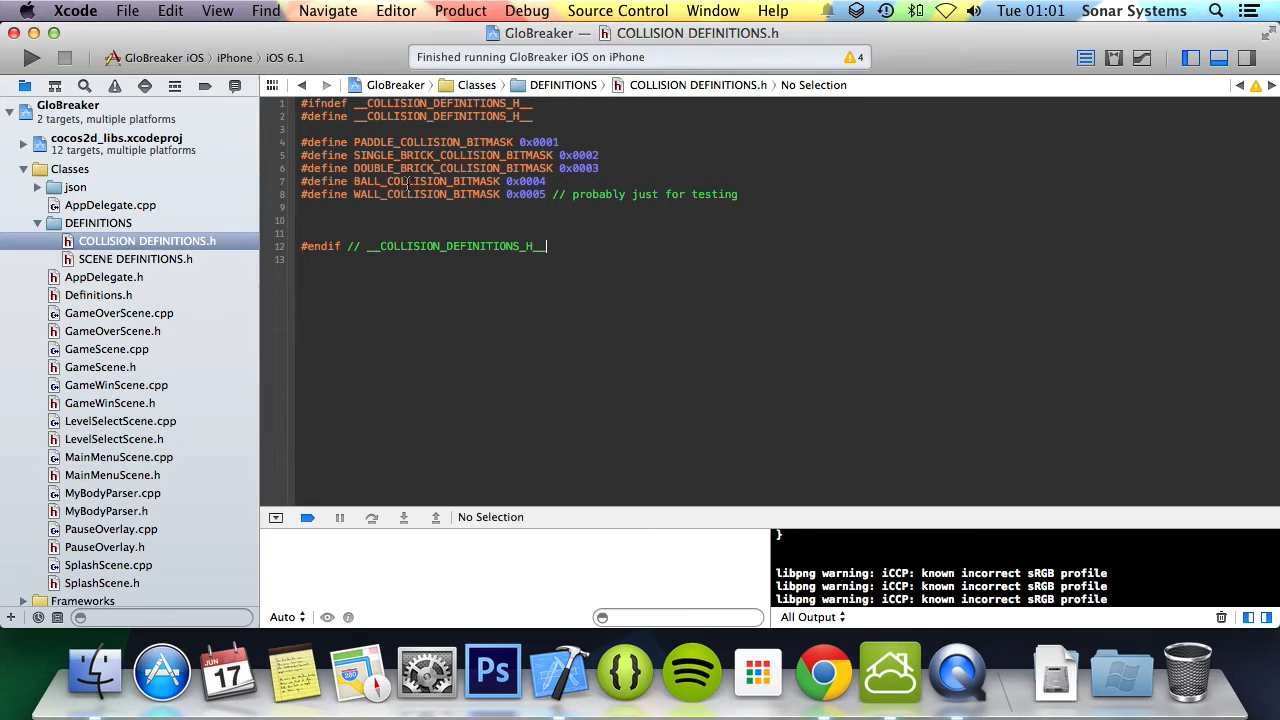 Xcode File Edit View Find Navigate Editor Product Debug Source Control Window Help Tue 01:01 Sonar Systems
GloBreaker — COLLISION DEFINITIONS.h
GloBreaker iOS 〉 iPhone 〉 iOS 6.1
Finished running GloBreaker iOS on iPhone
4
GloBreaker 〉 Classes 〉 DEFINITIONS 〉 COLLISION DEFINITIONS.h 〉 No Selection
GloBreaker
2 targets, multiple platforms
cocos2d_libs.xcodeproj
12 targets, multiple platforms
Classes
json
AppDelegate.cpp
DEFINITIONS
COLLISION DEFINITIONS.h
SCENE DEFINITIONS.h
AppDelegate.h
Definitions.h
GameOverScene.cpp
GameOverScene.h
GameScene.cpp
GameScene.h
GameWinScene.cpp
GameWinScene.h
LevelSelectScene.cpp
LevelSelectScene.h
MainMenuScene.cpp
MainMenuScene.h
MyBodyParser.cpp
MyBodyParser.h
PauseOverlay.cpp
PauseOverlay.h
SplashScene.cpp
SplashScene.h
Frameworks
1 #ifndef __COLLISION_DEFINITIONS_H__
2 #define __COLLISION_DEFINITIONS_H__
3
4 #define PADDLE_COLLISION_BITMASK 0x0001
5 #define SINGLE_BRICK_COLLISION_BITMASK 0x0002
6 #define DOUBLE_BRICK_COLLISION_BITMASK 0x0003
7 #define BALL_COLLISION_BITMASK 0x0004
8 #define WALL_COLLISION_BITMASK 0x0005 // probably just for testing
9
10
11
12 #endif // __COLLISION_DEFINITIONS_H__
13
No Selection
}
libpng warning: iCCP: known incorrect sRGB profile
libpng warning: iCCP: known incorrect sRGB profile
libpng warning: iCCP: known incorrect sRGB profile
Auto
All Output
JUN
17
280
Ps